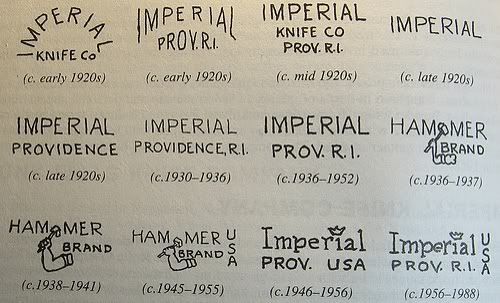 IMPERIAL
KNIFE CO
(c. early 1920s)
IMPERIAL
PROV. R.I.
(c. early 1920s)
IMPERIAL
KNIFE CO
PROV. R.I.
(c. mid 1920s)
IMPERIAL
(c. late 1920s)
IMPERIAL
PROVIDENCE
(c. late 1920s)
IMPERIAL
PROVIDENCE, R.I.
(c.1930–1936)
IMPERIAL
PROV. R.I.
(c.1936–1952)
HAMMER
BRAND
(c.1936–1937)
HAMMER
BRAND
(c.1938–1941)
HAMMER
BRAND
USA
(c.1945–1955)
Imperial
PROV. USA
(c.1946–1956)
Imperial
PROV. R.I.
USA
(c.1956–1988)